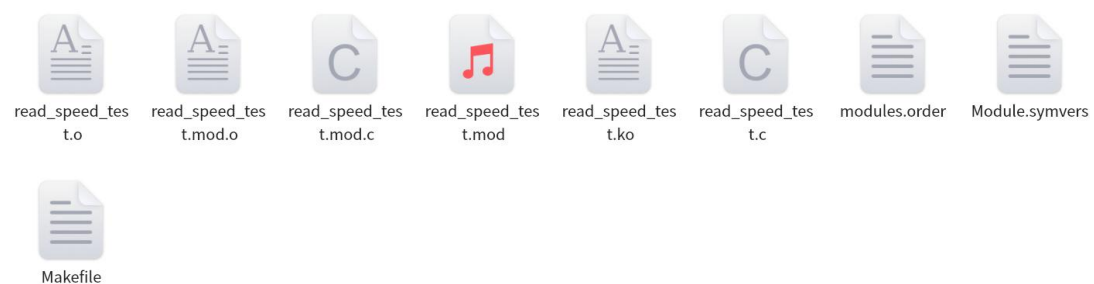 read_speed_tes
t.o
read_speed_tes
t.mod.o
read_speed_tes
t.mod.c
read_speed_tes
t.mod
read_speed_tes
t.ko
read_speed_tes
t.c
modules.order
Module.symvers
Makefile